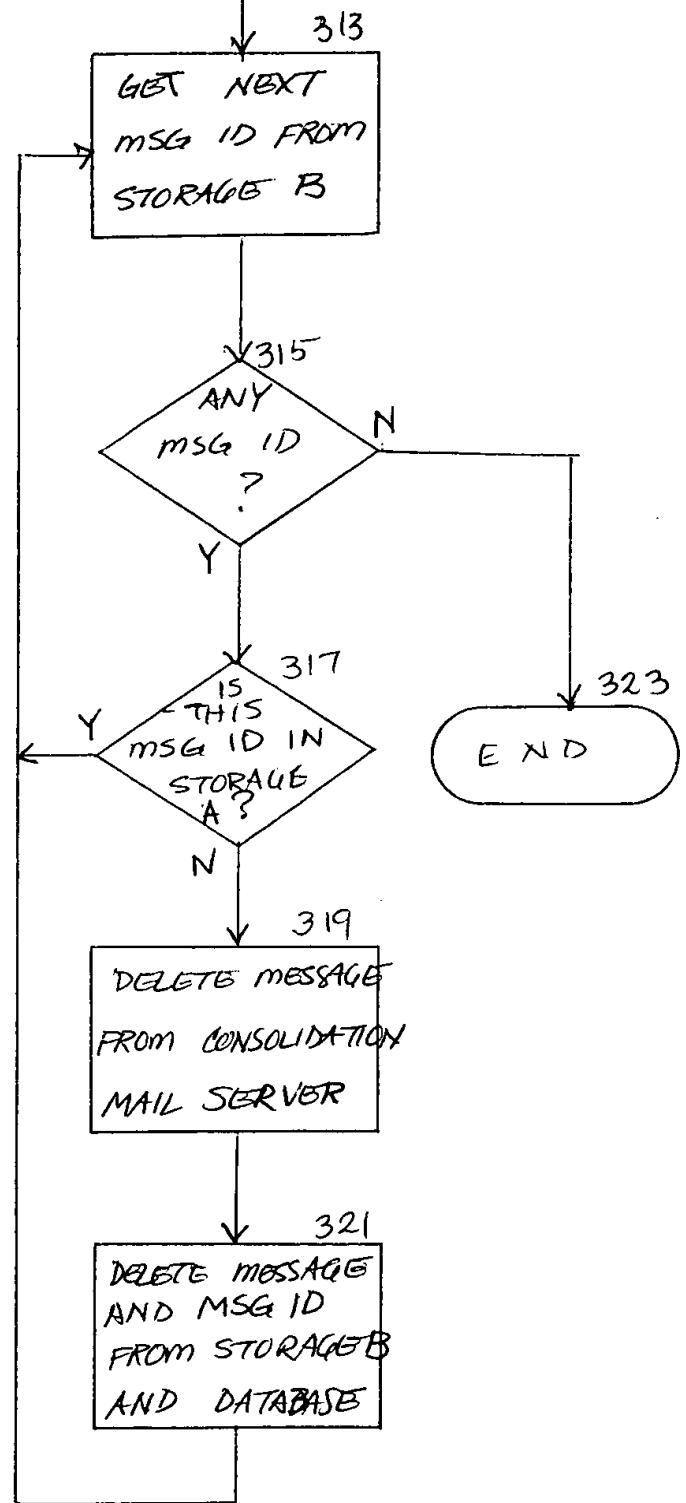 313
GET NEXT
MSG ID FROM
STORAGE B
315
ANY
MSG ID
?
N
Y
317
IS
THIS
MSG ID IN
STORAGE
A?
Y
N
323
END
319
DELETE MESSAGE
FROM CONSOLIDATION
MAIL SERVER
321
DELETE MESSAGE
AND MSG ID
FROM STORAGE B
AND DATABASE